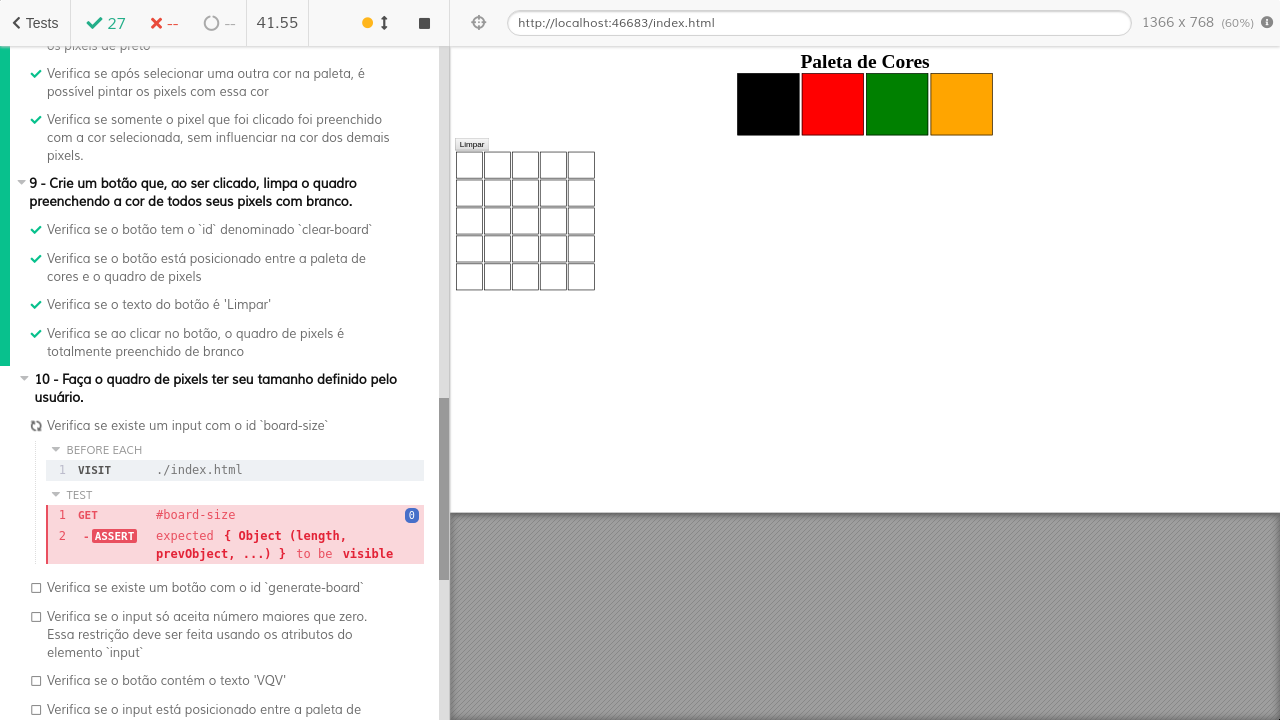 Tests
27
--
--
41.55
http://localhost:46683/index.html
1366 x 768 (60%)
os pixels de preto
Verifica se após selecionar uma outra cor na paleta, é
possível pintar os pixels com essa cor
Verifica se somente o pixel que foi clicado foi preenchido
com a cor selecionada, sem influenciar na cor dos demais
pixels.
9 - Crie um botão que, ao ser clicado, limpa o quadro
preenchendo a cor de todos seus pixels com branco.
Verifica se o botão tem o `id` denominado `clear-board`
Verifica se o botão está posicionado entre a paleta de
cores e o quadro de pixels
Verifica se o texto do botão é 'Limpar'
Verifica se ao clicar no botão, o quadro de pixels é
totalmente preenchido de branco
10 - Faça o quadro de pixels ter seu tamanho definido pelo
usuário.
Verifica se existe um input com o id `board-size`
BEFORE EACH
1 VISIT ./index.html
TEST
1 GET #board-size 0
2 -ASSERT expected { Object (length,
prevObject, ...) } to be visible
Verifica se existe um botão com o id `generate-board`
Verifica se o input só aceita número maiores que zero.
Essa restrição deve ser feita usando os atributos do
elemento `input`
Verifica se o botão contém o texto 'VQV'
Verifica se o input está posicionado entre a paleta de
Paleta de Cores
Limpar